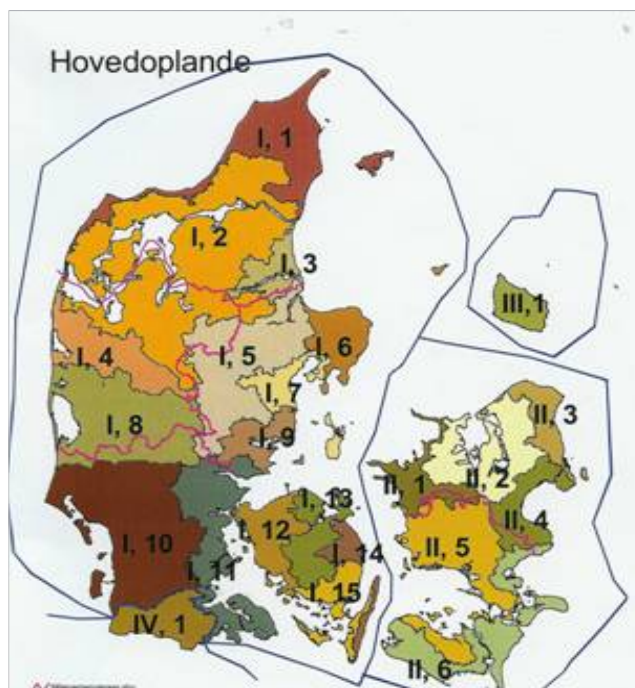 Hovedoplande
I, 1
I, 2
I, 3
III, 1
I, 4
I, 5
I, 6
I, 7
I, 8
I, 9
II, 3
II, 1
II, 2
I, 13
II, 4
I, 10
I, 12
I, 14
II, 5
I, 11
I, 15
IV, 1
II, 6